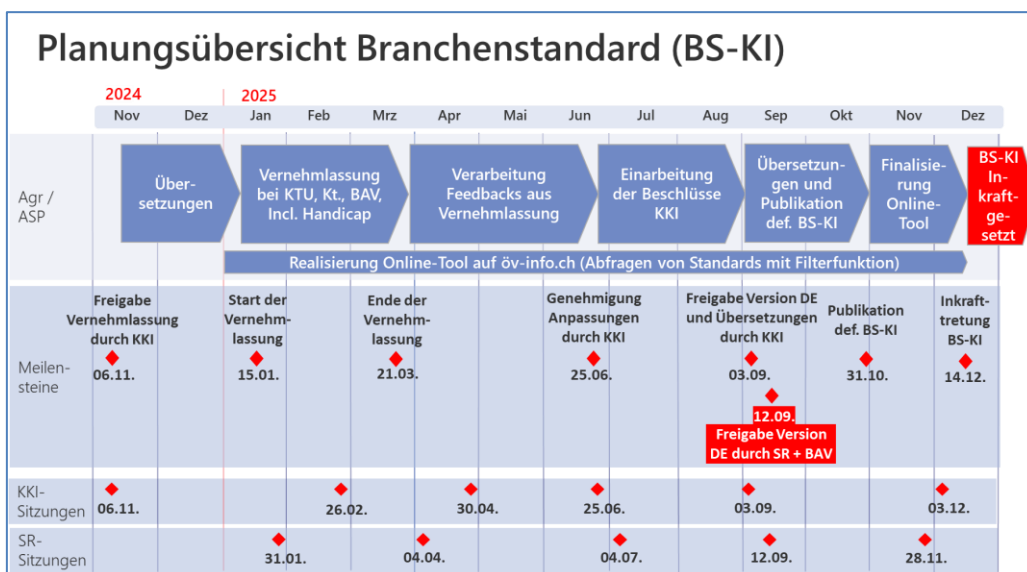 Planungsübersicht Branchenstandard (BS-KI)
2024
2025
Nov
Dez
Jan
Feb
Mrz
Apr
Mai
Jun
Jul
Aug
Sep
Okt
Nov
Dez
Agr /
ASP
Über-
setzungen
Vernehmlassung
bei KTU, Kt., BAV,
Incl. Handicap
Verarbeitung
Feedbacks aus
Vernehmlassung
Einarbeitung
der Beschlüsse
KKI
Übersetzun-
gen und
Publikation
def. BS-KI
Finalisie-
rung
Online-
Tool
BS-KI
In-
kraft-
ge-
setzt
Realisierung Online-Tool auf öv-info.ch (Abfragen von Standards mit Filterfunktion)
Meilen-
steine
Freigabe
Vernehmlassung
durch KKI
06.11.
Start der
Vernehm-
lassung
15.01.
Ende der
Vernehm-
lassung
21.03.
Genehmigung
Anpassungen
durch KKI
25.06.
Freigabe Version DE
und Übersetzungen
durch KKI
03.09.
12.09.
Freigabe Version
DE durch SR + BAV
Publikation
def. BS-KI
31.10.
Inkraft-
tretung
BS-KI
14.12.
KKI-
Sitzungen
06.11.
26.02.
30.04.
25.06.
03.09.
03.12.
SR-
Sitzungen
31.01.
04.04.
04.07.
12.09.
28.11.